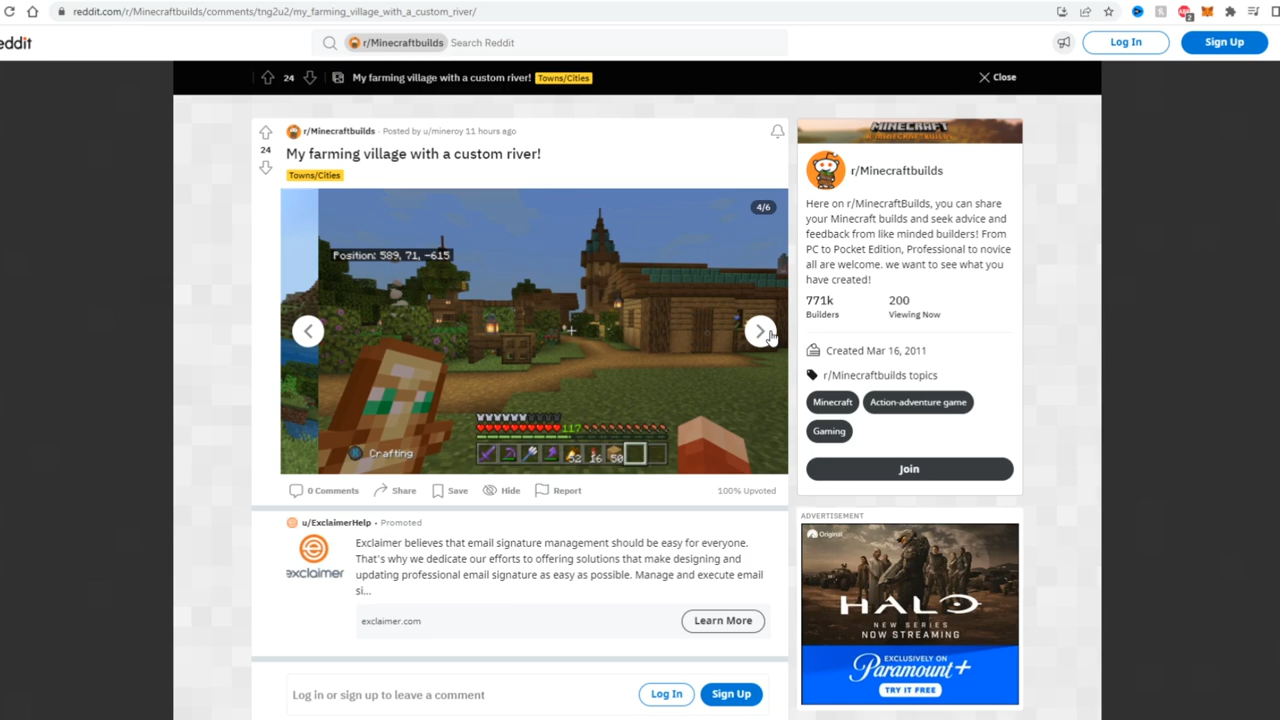 reddit.com/r/Minecraftbuilds/comments/tng2u2/my_farming_village_with_a_custom_river/
2
eddit
r/Minecraftbuilds Search Reddit
Log In
Sign Up
24
My farming village with a custom river! Towns/Cities
Close
r/Minecraftbuilds · Posted by u/mineroy 11 hours ago
24
My farming village with a custom river!
Towns/Cities
4/6
Position: 589, 71, -615
117
52 16 50
Crafting
0 Comments Share Save Hide Report 100% Upvoted
u/ExclaimerHelp • Promoted
exclaimer
Exclaimer believes that email signature management should be easy for everyone.
That's why we dedicate our efforts to offering solutions that make designing and
updating professional email signature as easy as possible. Manage and execute email
si...
exclaimer.com
Learn More
Log in or sign up to leave a comment
Log In
Sign Up
MINECRAFT
r/Minecraftbuilds
Here on r/MinecraftBuilds, you can share
your Minecraft builds and seek advice and
feedback from like minded builders! From
PC to Pocket Edition, Professional to novice
all are welcome. we want to see what you
have created!
771k 200
Builders Viewing Now
Created Mar 16, 2011
r/Minecraftbuilds topics
Minecraft Action-adventure game
Gaming
Join
ADVERTISEMENT
Original
HALO
NEW SERIES
NOW STREAMING
EXCLUSIVELY ON
Paramount+
TRY IT FREE